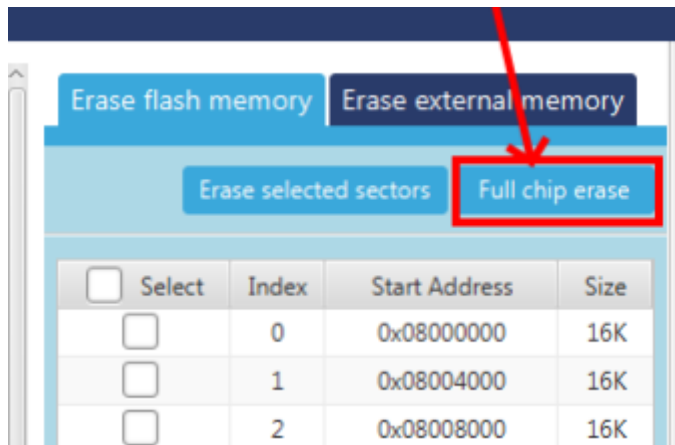 Erase flash memory Erase external memory
Erase selected sectors Full chip erase
Select Index Start Address Size
0 0x08000000 16K
1 0x08004000 16K
2 0x08008000 16K